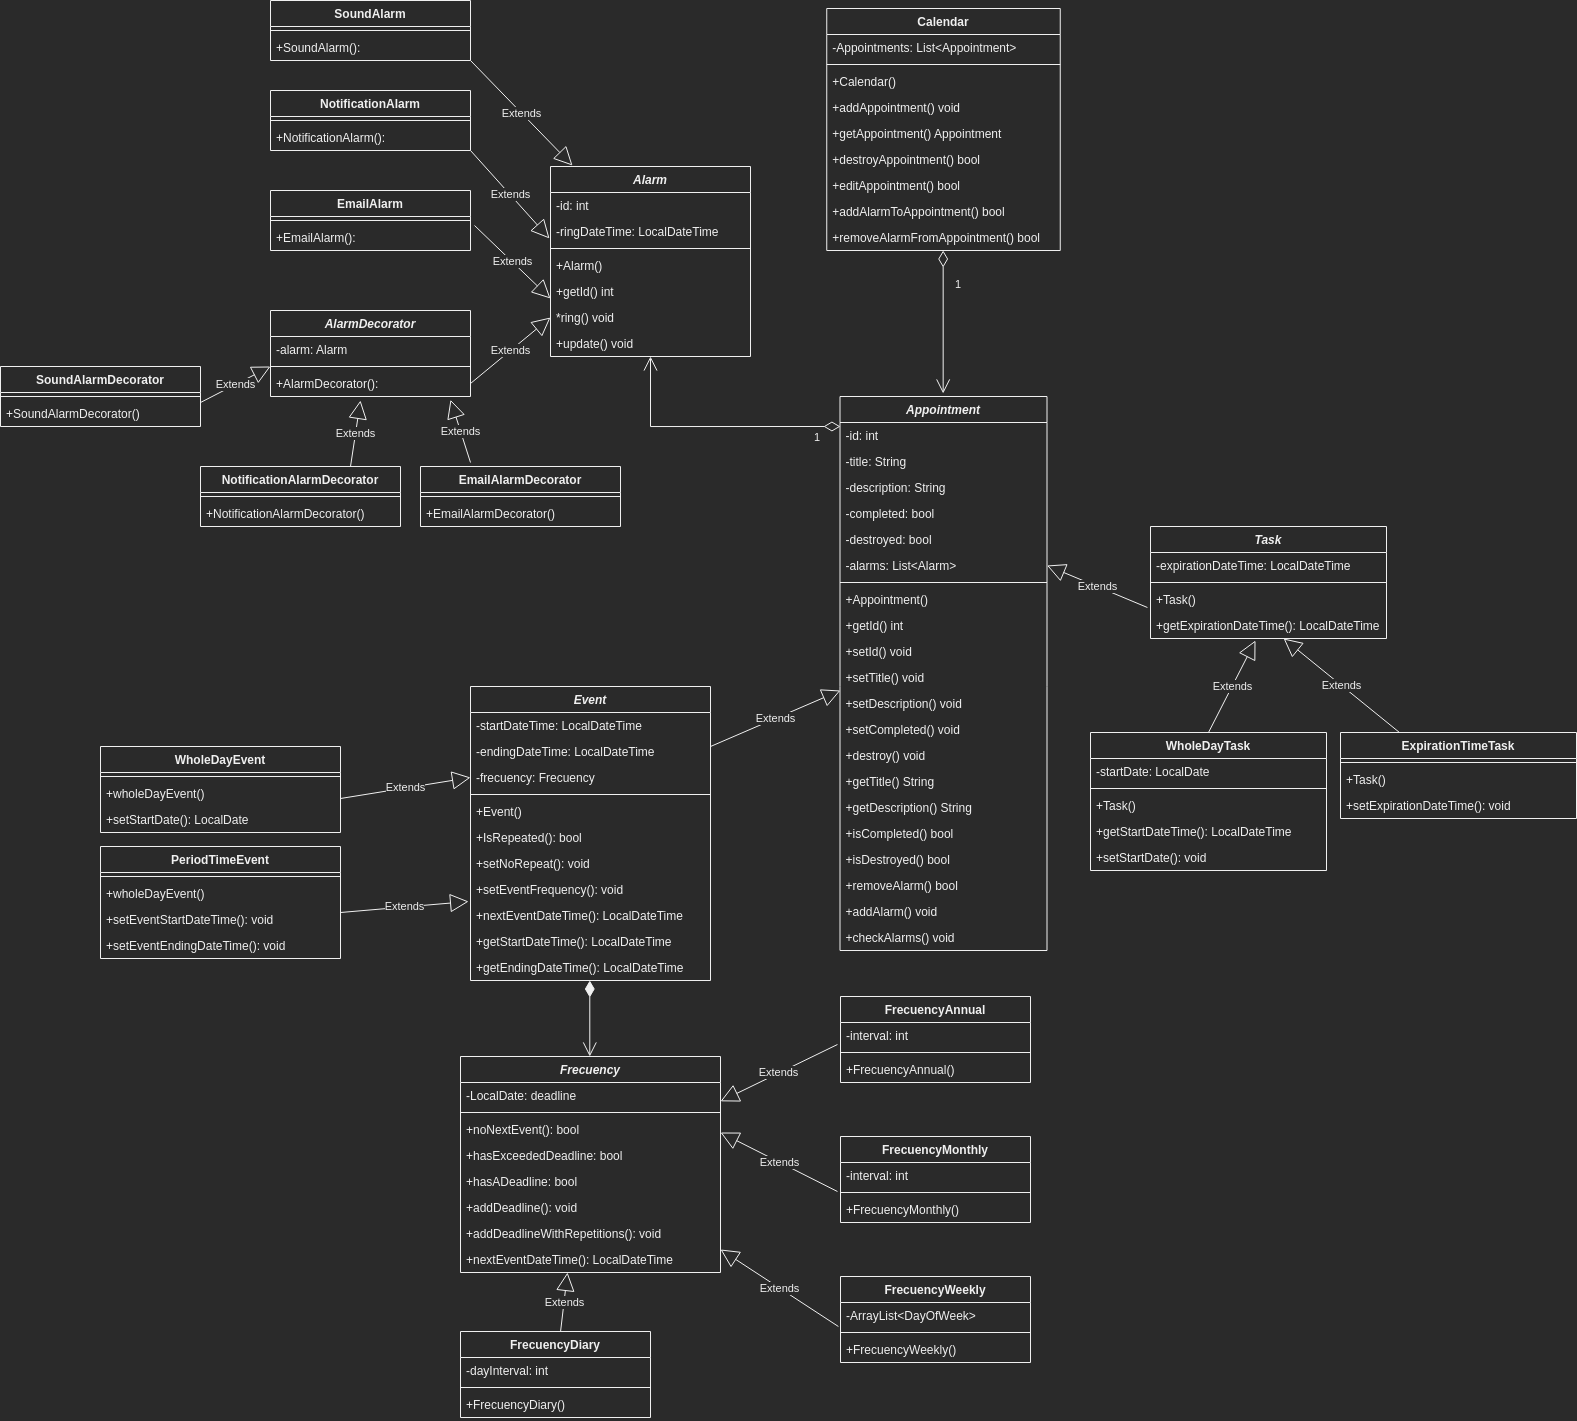 SoundAlarm
+SoundAlarm():
Extends
NotificationAlarm
+NotificationAlarm():
Extends
EmailAlarm
+EmailAlarm():
Extends
AlarmDecorator
-alarm: Alarm
+AlarmDecorator():
Extends
SoundAlarmDecorator
+SoundAlarmDecorator()
Extends
NotificationAlarmDecorator
+NotificationAlarmDecorator()
Extends
EmailAlarmDecorator
+EmailAlarmDecorator()
Extends
Alarm
-id: int
-ringDateTime: LocalDateTime
+Alarm()
+getId() int
*ring() void
+update() void
Calendar
-Appointments: List<Appointment>
+Calendar()
+addAppointment() void
+getAppointment() Appointment
+destroyAppointment() bool
+editAppointment() bool
+addAlarmToAppointment() bool
+removeAlarmFromAppointment() bool
1
1
Appointment
-id: int
-title: String
-description: String
-completed: bool
-destroyed: bool
-alarms: List<Alarm>
+Appointment()
+getId() int
+setId() void
+setTitle() void
+setDescription() void
+setCompleted() void
+destroy() void
+getTitle() String
+getDescription() String
+isCompleted() bool
+isDestroyed() bool
+removeAlarm() bool
+addAlarm() void
+checkAlarms() void
Extends
Task
-expirationDateTime: LocalDateTime
+Task()
+getExpirationDateTime(): LocalDateTime
Extends
Extends
WholeDayTask
-startDate: LocalDate
+Task()
+getStartDateTime(): LocalDateTime
+setStartDate(): void
ExpirationTimeTask
+Task()
+setExpirationDateTime(): void
Extends
Event
-startDateTime: LocalDateTime
-endingDateTime: LocalDateTime
-frecuency: Frecuency
+Event()
+IsRepeated(): bool
+setNoRepeat(): void
+setEventFrequency(): void
+nextEventDateTime(): LocalDateTime
+getStartDateTime(): LocalDateTime
+getEndingDateTime(): LocalDateTime
WholeDayEvent
+wholeDayEvent()
+setStartDate(): LocalDate
Extends
PeriodTimeEvent
+wholeDayEvent()
+setEventStartDateTime(): void
+setEventEndingDateTime(): void
Extends
Frecuency
-LocalDate: deadline
+noNextEvent(): bool
+hasExceededDeadline: bool
+hasADeadline: bool
+addDeadline(): void
+addDeadlineWithRepetitions(): void
+nextEventDateTime(): LocalDateTime
FrecuencyAnnual
-interval: int
+FrecuencyAnnual()
Extends
FrecuencyMonthly
-interval: int
+FrecuencyMonthly()
Extends
FrecuencyWeekly
-ArrayList<DayOfWeek>
+FrecuencyWeekly()
Extends
Extends
FrecuencyDiary
-dayInterval: int
+FrecuencyDiary()